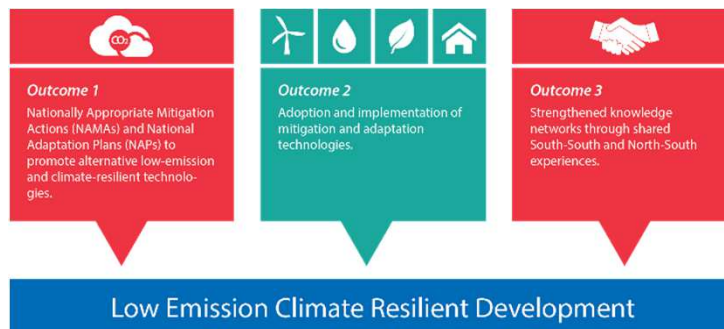 CO₂
Outcome 1
Nationally Appropriate Mitigation
Actions (NAMAs) and National
Adaptation Plans (NAPs) to
promote alternative low-emission
and climate-resilient technolo-
gies.
Outcome 2
Adoption and implementation of
mitigation and adaptation
technologies.
Outcome 3
Strengthened knowledge
networks through shared
South-South and North-South
experiences.
Low Emission Climate Resilient Development